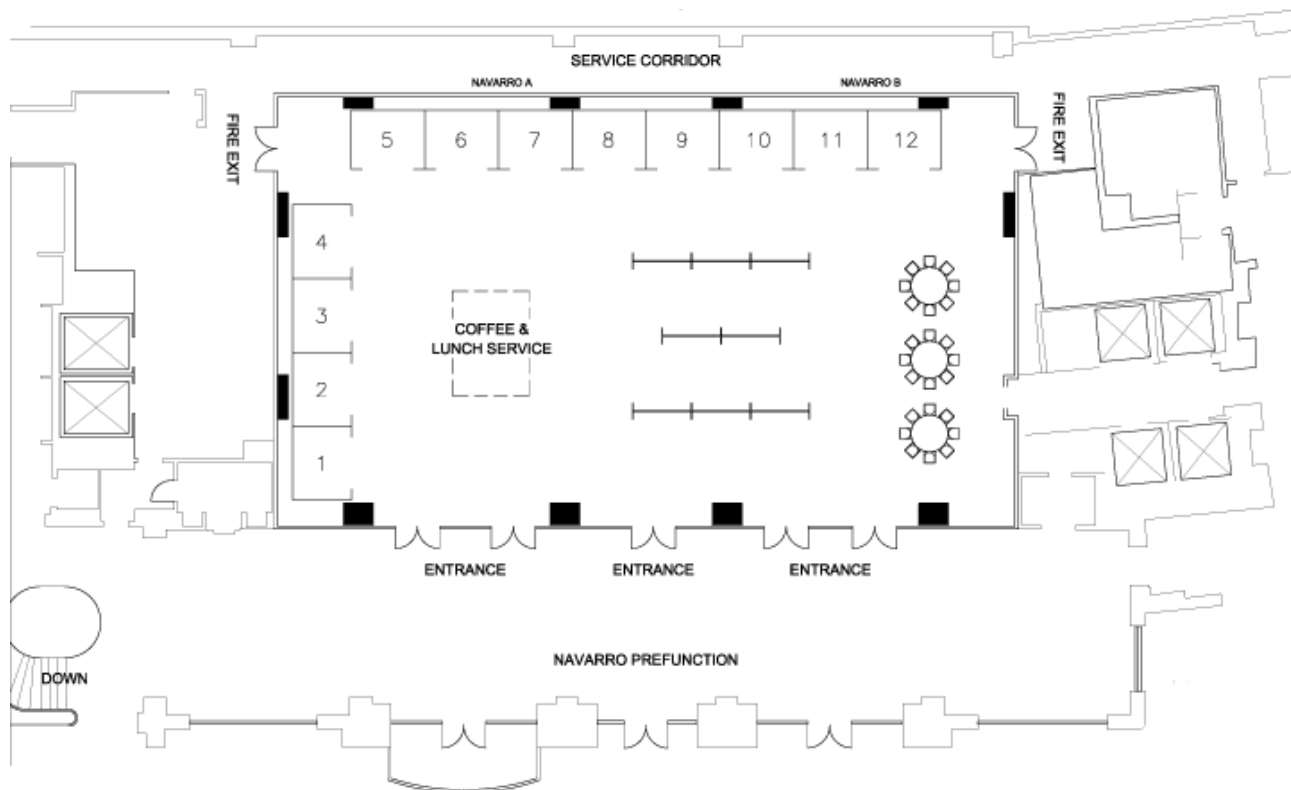 SERVICE CORRIDOR
NAVARRO A
NAVARRO B
FIRE EXIT
FIRE EXIT
5
6
7
8
9
10
11
12
4
3
2
1
COFFEE &
LUNCH SERVICE
ENTRANCE
ENTRANCE
ENTRANCE
NAVARRO PREFUNCTION
DOWN